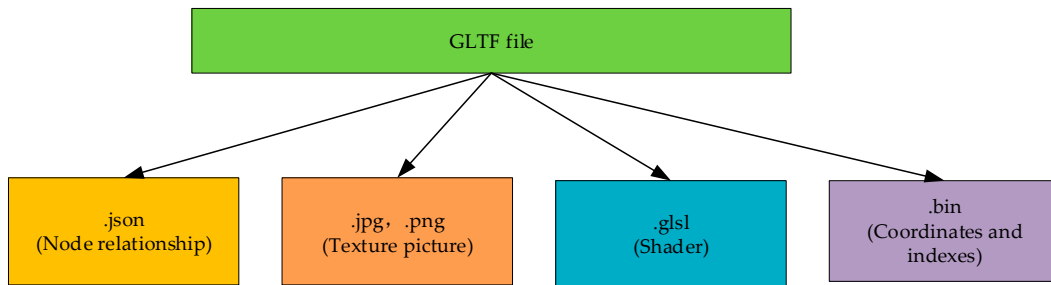 GLTF file
.json
(Node relationship)
.jpg，.png
(Texture picture)
.glsl
(Shader)
.bin
(Coordinates and
indexes)